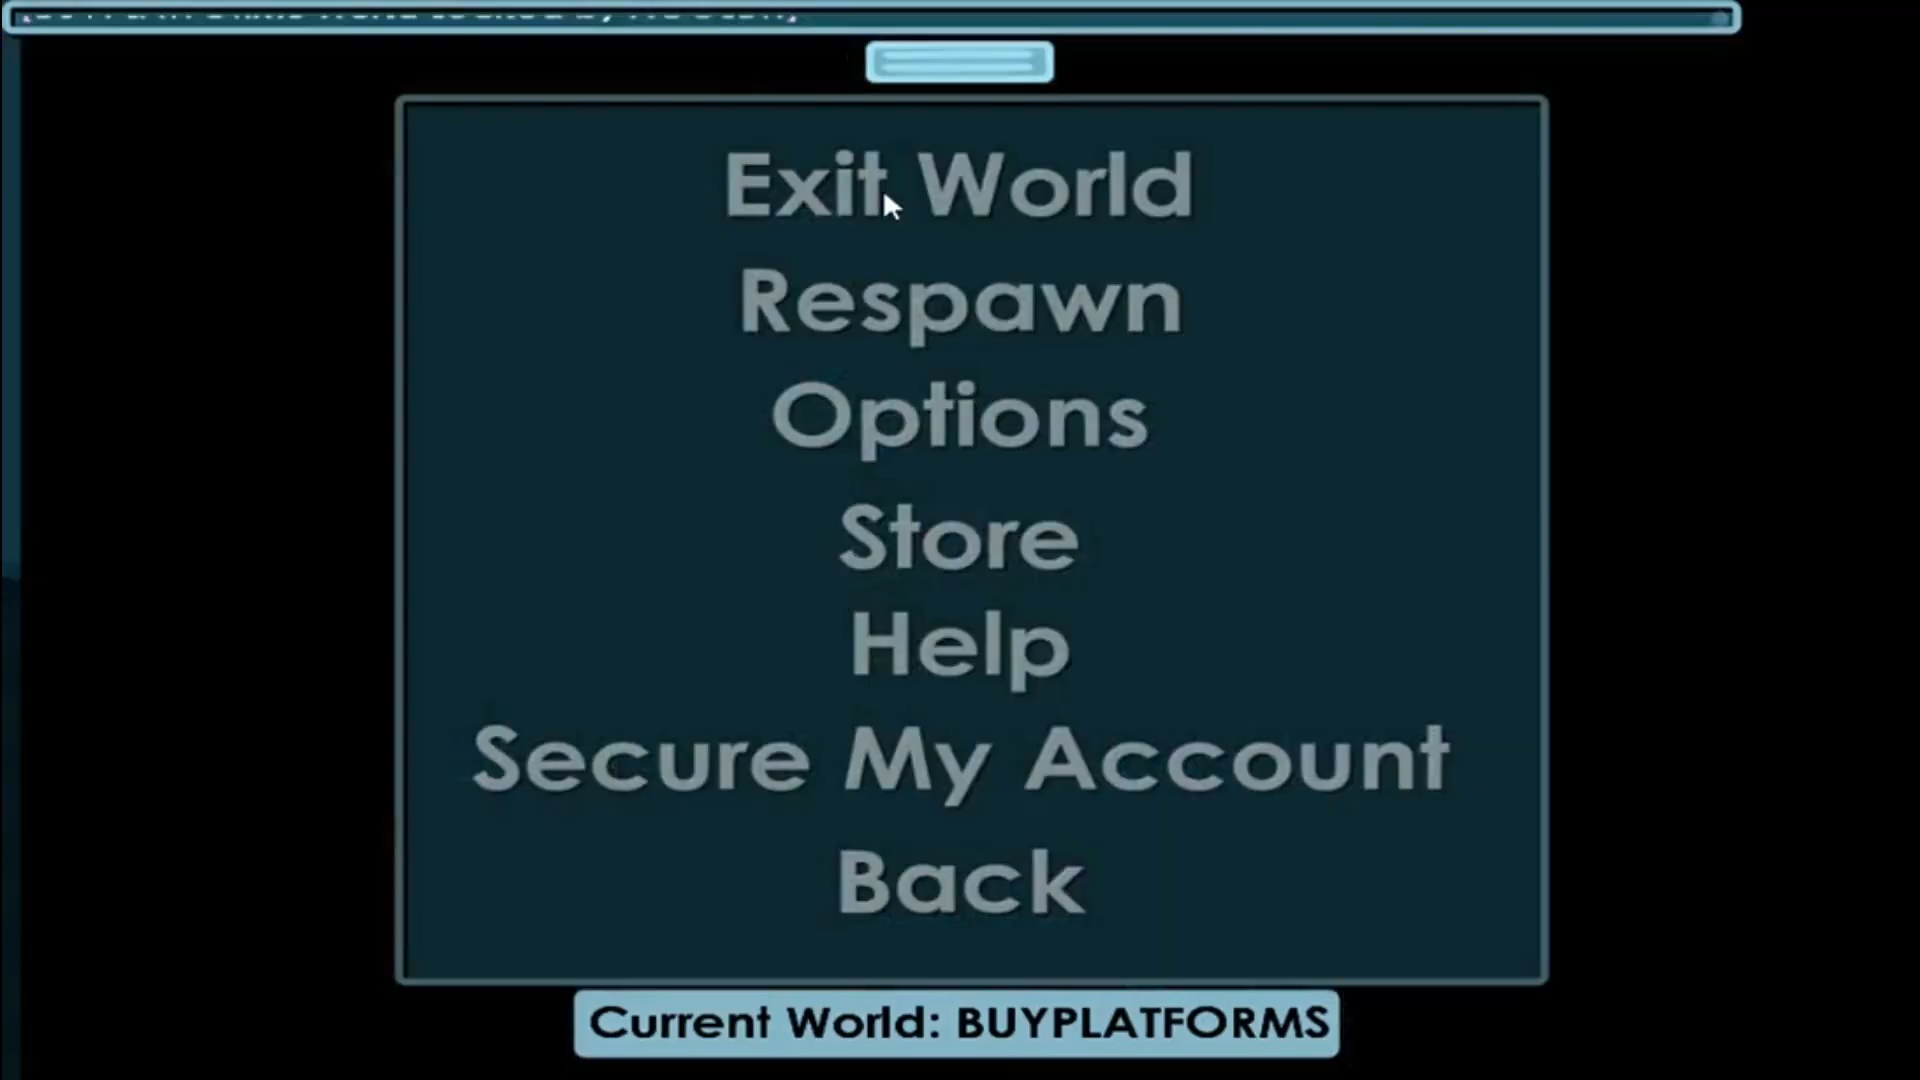 Exit World
Respawn
Options
Store
Help
Secure My Account
Back
Current World: BUYPLATFORMS